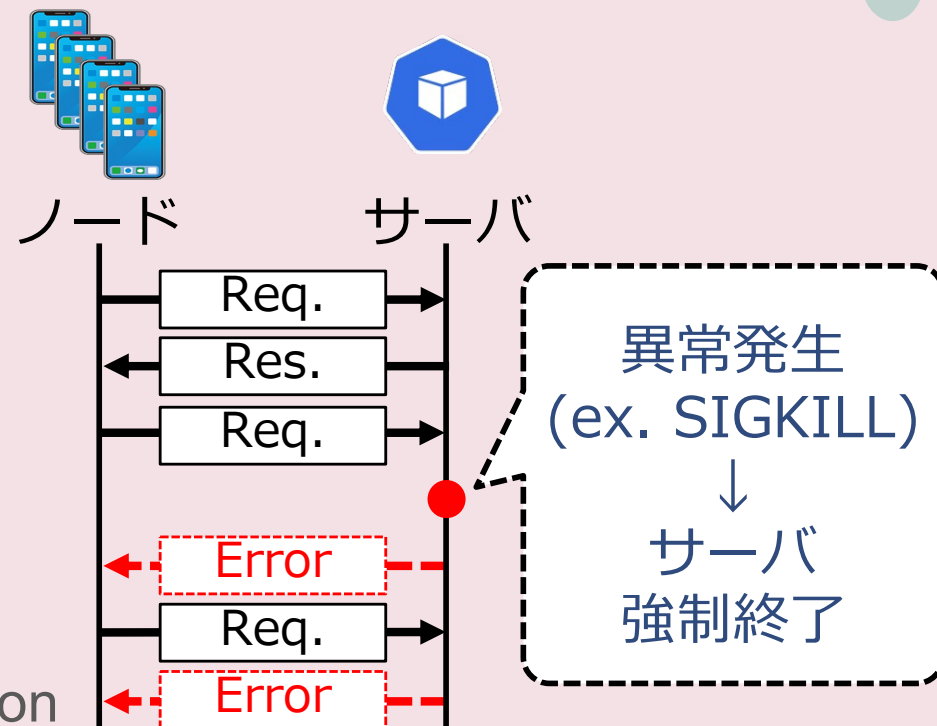 ノード
サーバ
Req.
Res.
Req.
異常発生
(ex. SIGKILL)
↓
サーバ
強制終了
Error
Req.
Error
on